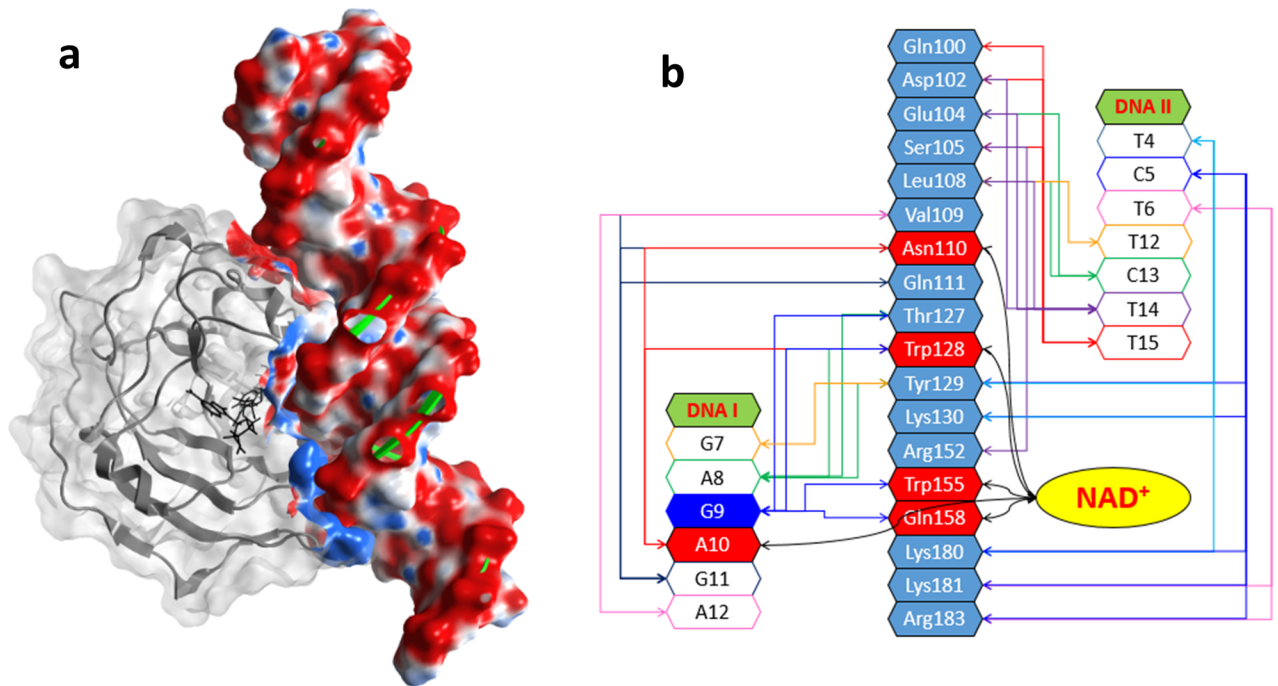 a
b
Gln100
Asp102
Glu104
Ser105
Leu108
Val109
Asn110
Gln111
Thr127
Trp128
Tyr129
Lys130
Arg152
Trp155
Gln158
Lys180
Lys181
Arg183
DNA I
G7
A8
G9
A10
G11
A12
DNA II
T4
C5
T6
T12
C13
T14
T15
NAD⁺